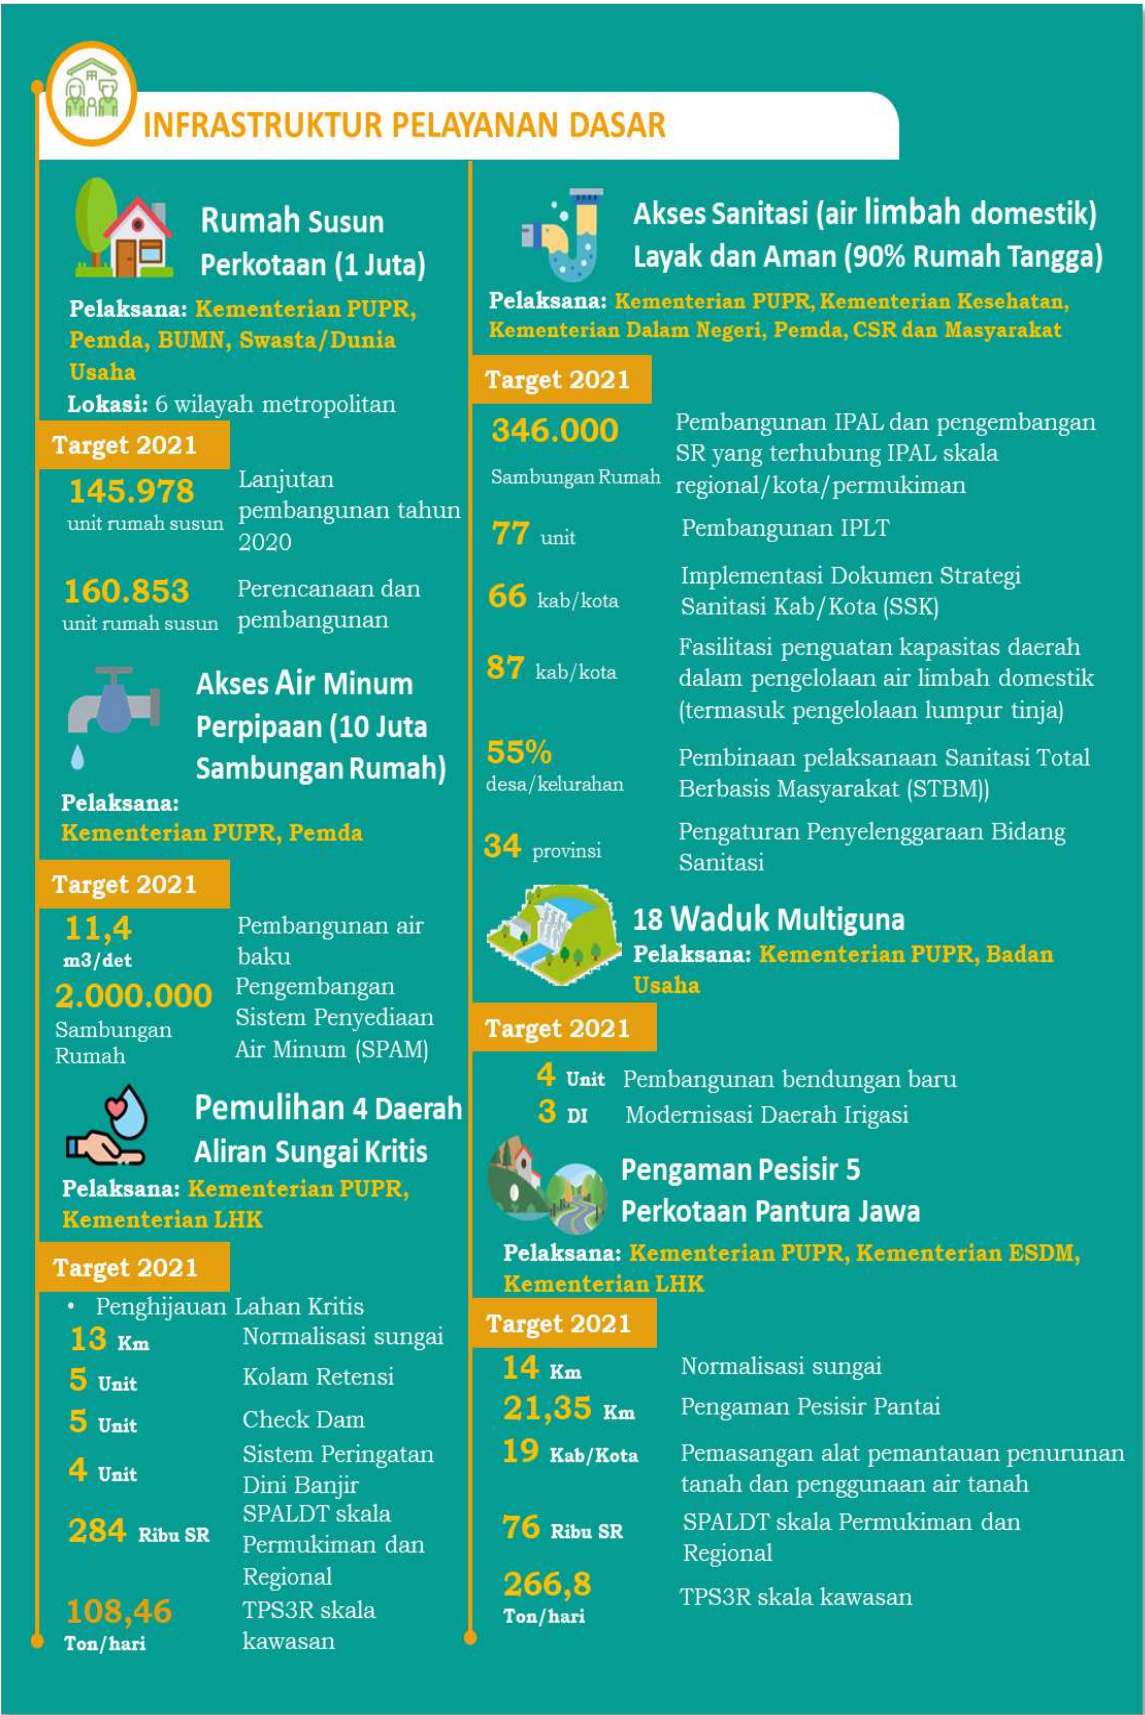 INFRASTRUKTUR PELAYANAN DASAR
Rumah Susun
Perkotaan (1 Juta)
Pelaksana: Kementerian PUPR,
Pemda, BUMN, Swasta/Dunia
Usaha
Lokasi: 6 wilayah metropolitan
Target 2021
145.978
unit rumah susun
Lanjutan
pembangunan tahun
2020
160.853
unit rumah susun
Perencanaan dan
pembangunan
Akses Air Minum
Perpipaan (10 Juta
Sambungan Rumah)
Pelaksana:
Kementerian PUPR, Pemda
Target 2021
11,4
m3/det
Pembangunan air
baku
2.000.000
Sambungan
Rumah
Pengembangan
Sistem Penyediaan
Air Minum (SPAM)
Pemulihan 4 Daerah
Aliran Sungai Kritis
Pelaksana: Kementerian PUPR,
Kementerian LHK
Target 2021
• Penghijauan Lahan Kritis
13 Km Normalisasi sungai
5 Unit Kolam Retensi
5 Unit Check Dam
4 Unit
Sistem Peringatan
Dini Banjir
284 Ribu SR
SPALDT skala
Permukiman dan
Regional
108,46
Ton/hari
TPS3R skala
kawasan
Akses Sanitasi (air limbah domestik)
Layak dan Aman (90% Rumah Tangga)
Pelaksana: Kementerian PUPR, Kementerian Kesehatan,
Kementerian Dalam Negeri, Pemda, CSR dan Masyarakat
Target 2021
346.000
Sambungan Rumah
Pembangunan IPAL dan pengembangan
SR yang terhubung IPAL skala
regional/kota/permukiman
77 unit Pembangunan IPLT
66 kab/kota
Implementasi Dokumen Strategi
Sanitasi Kab/Kota (SSK)
87 kab/kota
Fasilitasi penguatan kapasitas daerah
dalam pengelolaan air limbah domestik
(termasuk pengelolaan lumpur tinja)
55%
desa/kelurahan
Pembinaan pelaksanaan Sanitasi Total
Berbasis Masyarakat (STBM))
34 provinsi
Pengaturan Penyelenggaraan Bidang
Sanitasi
18 Waduk Multiguna
Pelaksana: Kementerian PUPR, Badan
Usaha
Target 2021
4 Unit Pembangunan bendungan baru
3 DI Modernisasi Daerah Irigasi
Pengaman Pesisir 5
Perkotaan Pantura Jawa
Pelaksana: Kementerian PUPR, Kementerian ESDM,
Kementerian LHK
Target 2021
14 Km Normalisasi sungai
21,35 Km Pengaman Pesisir Pantai
19 Kab/Kota
Pemasangan alat pemantauan penurunan
tanah dan penggunaan air tanah
76 Ribu SR
SPALDT skala Permukiman dan
Regional
266,8
Ton/hari
TPS3R skala kawasan